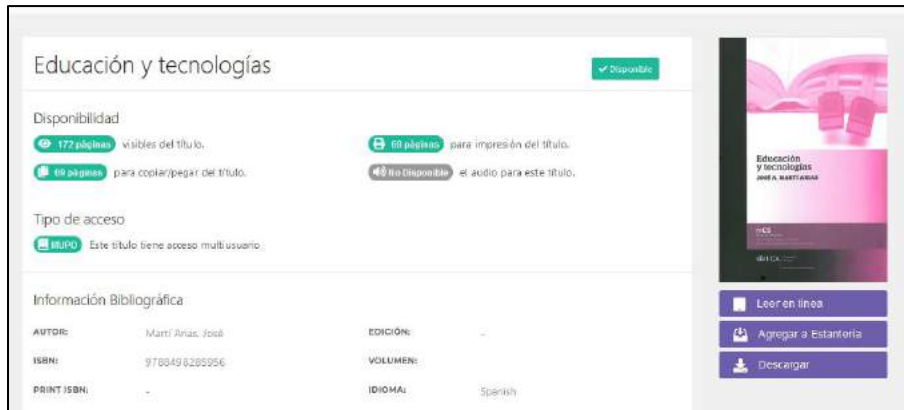 Educación y tecnologías
✓ Disponible
Disponibilidad
172 páginas visibles del título.
69 páginas para impresión del título.
69 páginas para copiar/pegar del título.
No Disponible el audio para este título.
Tipo de acceso
MUPO Este título tiene acceso multiusuario
Información Bibliográfica
AUTOR: Martí Arias, José
EDICIÓN: -
ISBN: 9788498285956
VOLUMEN:
PRINT ISBN: -
IDIOMA: Spanish
Educación
y tecnologías
JOSÉ A. MARTÍ ARIAS
Leer en línea
Agregar a Estantería
Descargar